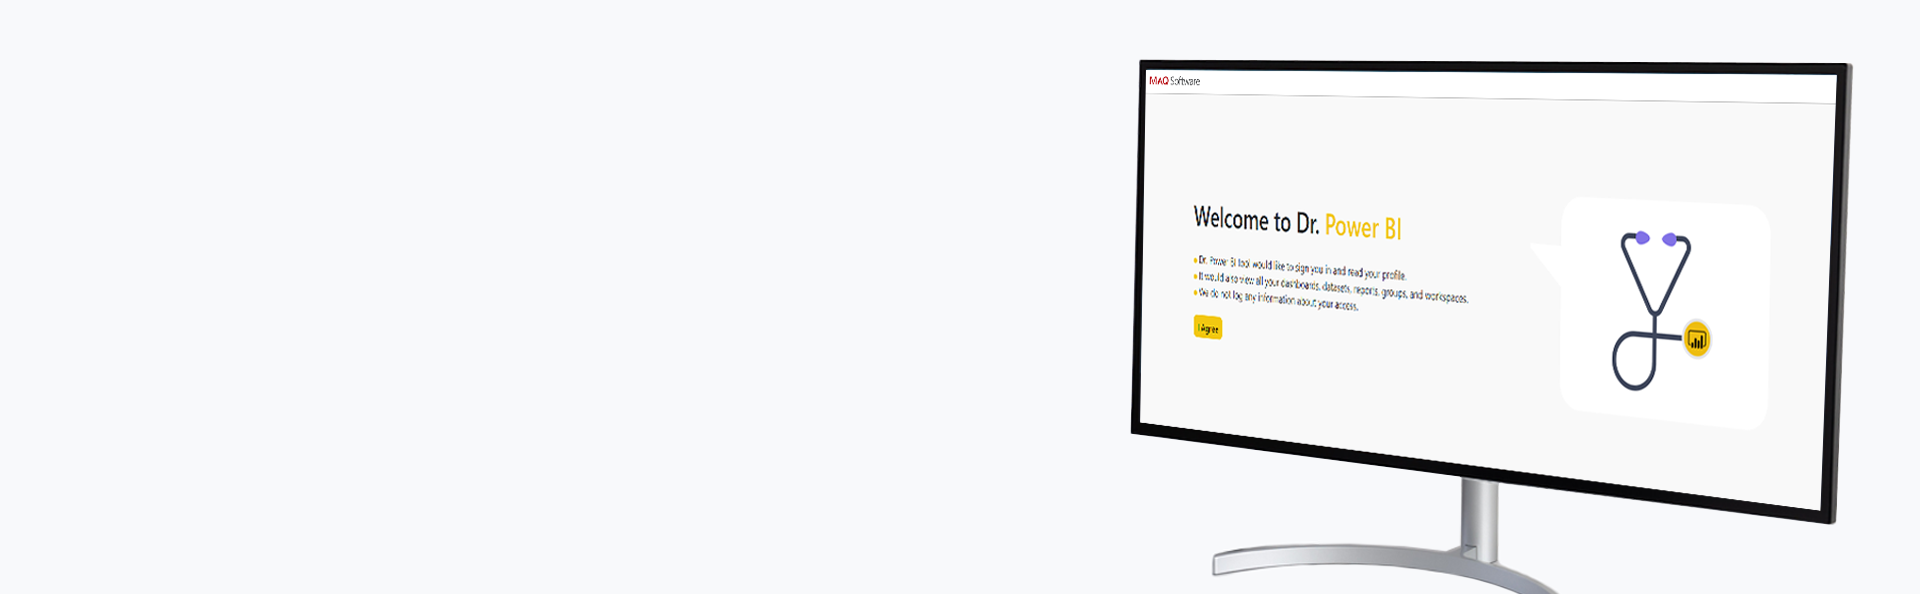 MAQ Software
Welcome to Dr. Power BI
Dr. Power BI tool would like to sign you in and read your profile.
It would also view all your dashboards, datasets, reports, groups, and workspaces.
We do not log any information about your access.
I Agree